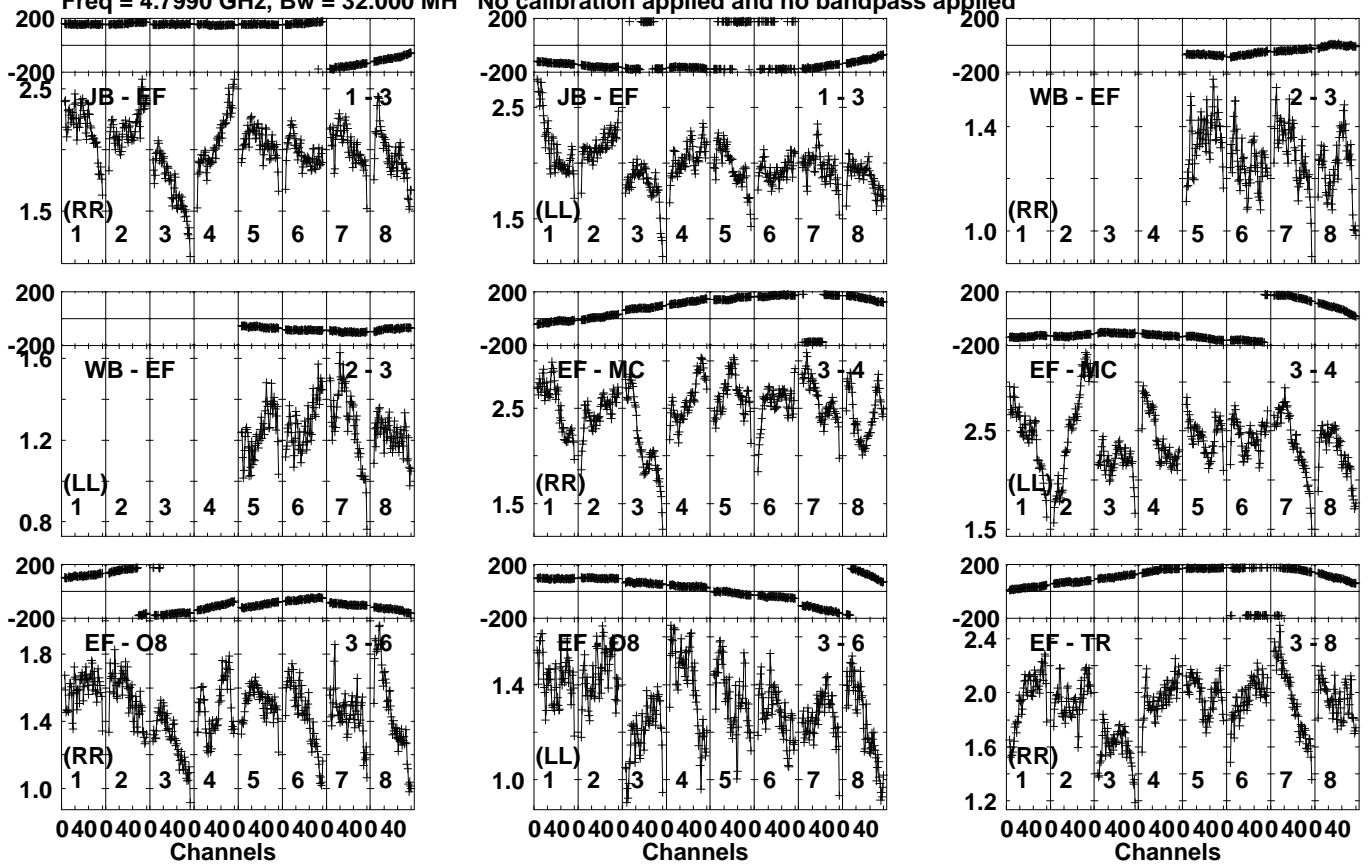 Freq = 4.7990 GHz, Bw = 32.000 MH No calibration applied and no bandpass applied
200
-200
JB - EF 1 - 3
2.5
1.5
(RR)
1 2 3 4 5 6 7 8
JB - EF 1 - 3
2.5
1.5
(LL)
1 2 3 4 5 6 7 8
200
-200
WB - EF 2 - 3
1.4
1.0
(RR)
1 2 3 4 5 6 7 8
200
-200
1.6
WB - EF 2 - 3
1.2
0.8
(LL)
1 2 3 4 5 6 7 8
200
-200
EF - MC 3 - 4
2.5
1.5
(RR)
1 2 3 4 5 6 7 8
200
-200
EF - MC 3 - 4
2.5
1.5
(LL)
1 2 3 4 5 6 7 8
200
-200
EF - O8 3 - 6
1.8
1.4
1.0
(RR)
1 2 3 4 5 6 7 8
200
-200
EF - O8 3 - 6
1.4
1.0
(LL)
1 2 3 4 5 6 7 8
200
-200
EF - TR 3 - 8
2.4
2.0
1.6
1.2
(RR)
1 2 3 4 5 6 7 8
0 40 0 40 0 40 0 40 0 40 0 40 0 40 0 40
Channels
0 40 0 40 0 40 0 40 0 40 0 40 0 40 0 40
Channels
0 40 0 40 0 40 0 40 0 40 0 40 0 40 0 40
Channels